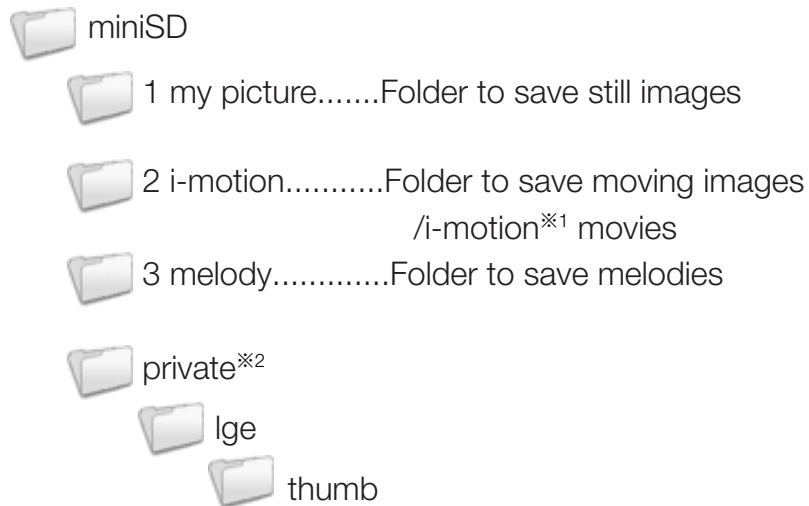 miniSD
1 my picture.......Folder to save still images
2 i-motion...........Folder to save moving images
/i-motion※1 movies
3 melody.............Folder to save melodies
private※2
lge
thumb